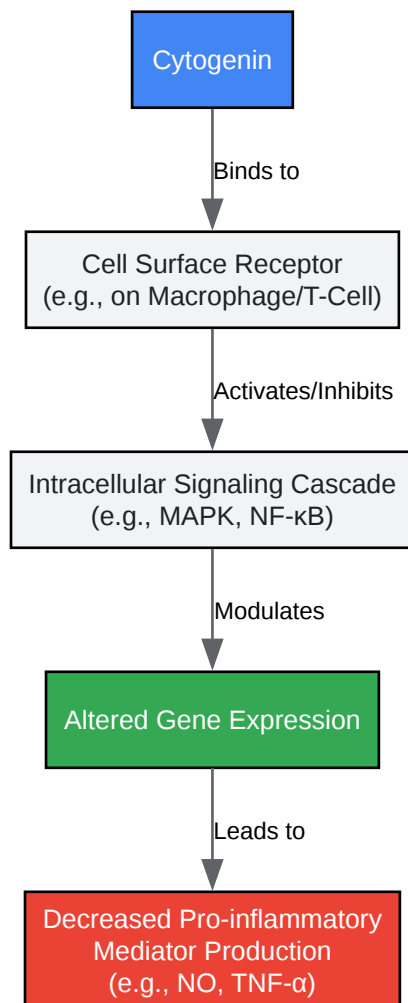 Cytogenin
Binds to
Cell Surface Receptor
(e.g., on Macrophage/T-Cell)
Activates/Inhibits
Intracellular Signaling Cascade
(e.g., MAPK, NF-κB)
Modulates
Altered Gene Expression
Leads to
Decreased Pro-inflammatory
Mediator Production
(e.g., NO, TNF-α)